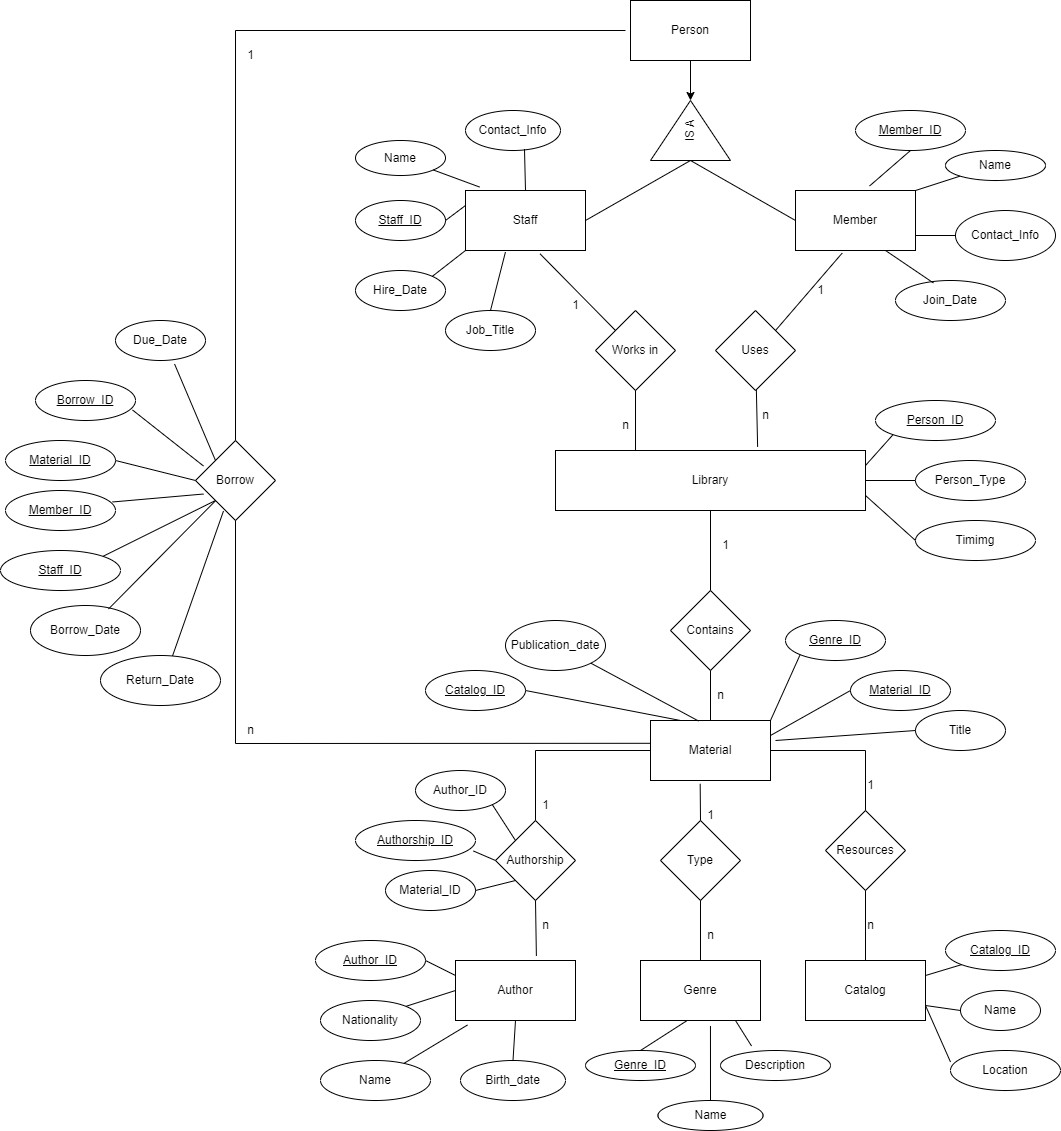 Person
1
IS A
Contact_Info
Name
Staff_ID
Hire_Date
Job_Title
Staff
Member_ID
Name
Contact_Info
Join_Date
Member
1
1
Works in
Uses
n
n
Due_Date
Borrow_ID
Material_ID
Member_ID
Staff_ID
Borrow_Date
Return_Date
Borrow
Person_ID
Person_Type
Timimg
Library
1
Contains
n
Publication_date
Catalog_ID
Genre_ID
Material_ID
Title
n
Material
1
1
1
Author_ID
Authorship_ID
Material_ID
Authorship
Type
Resources
n
n
n
Author_ID
Nationality
Name
Birth_date
Author
Genre
Genre_ID
Name
Description
Catalog
Catalog_ID
Name
Location